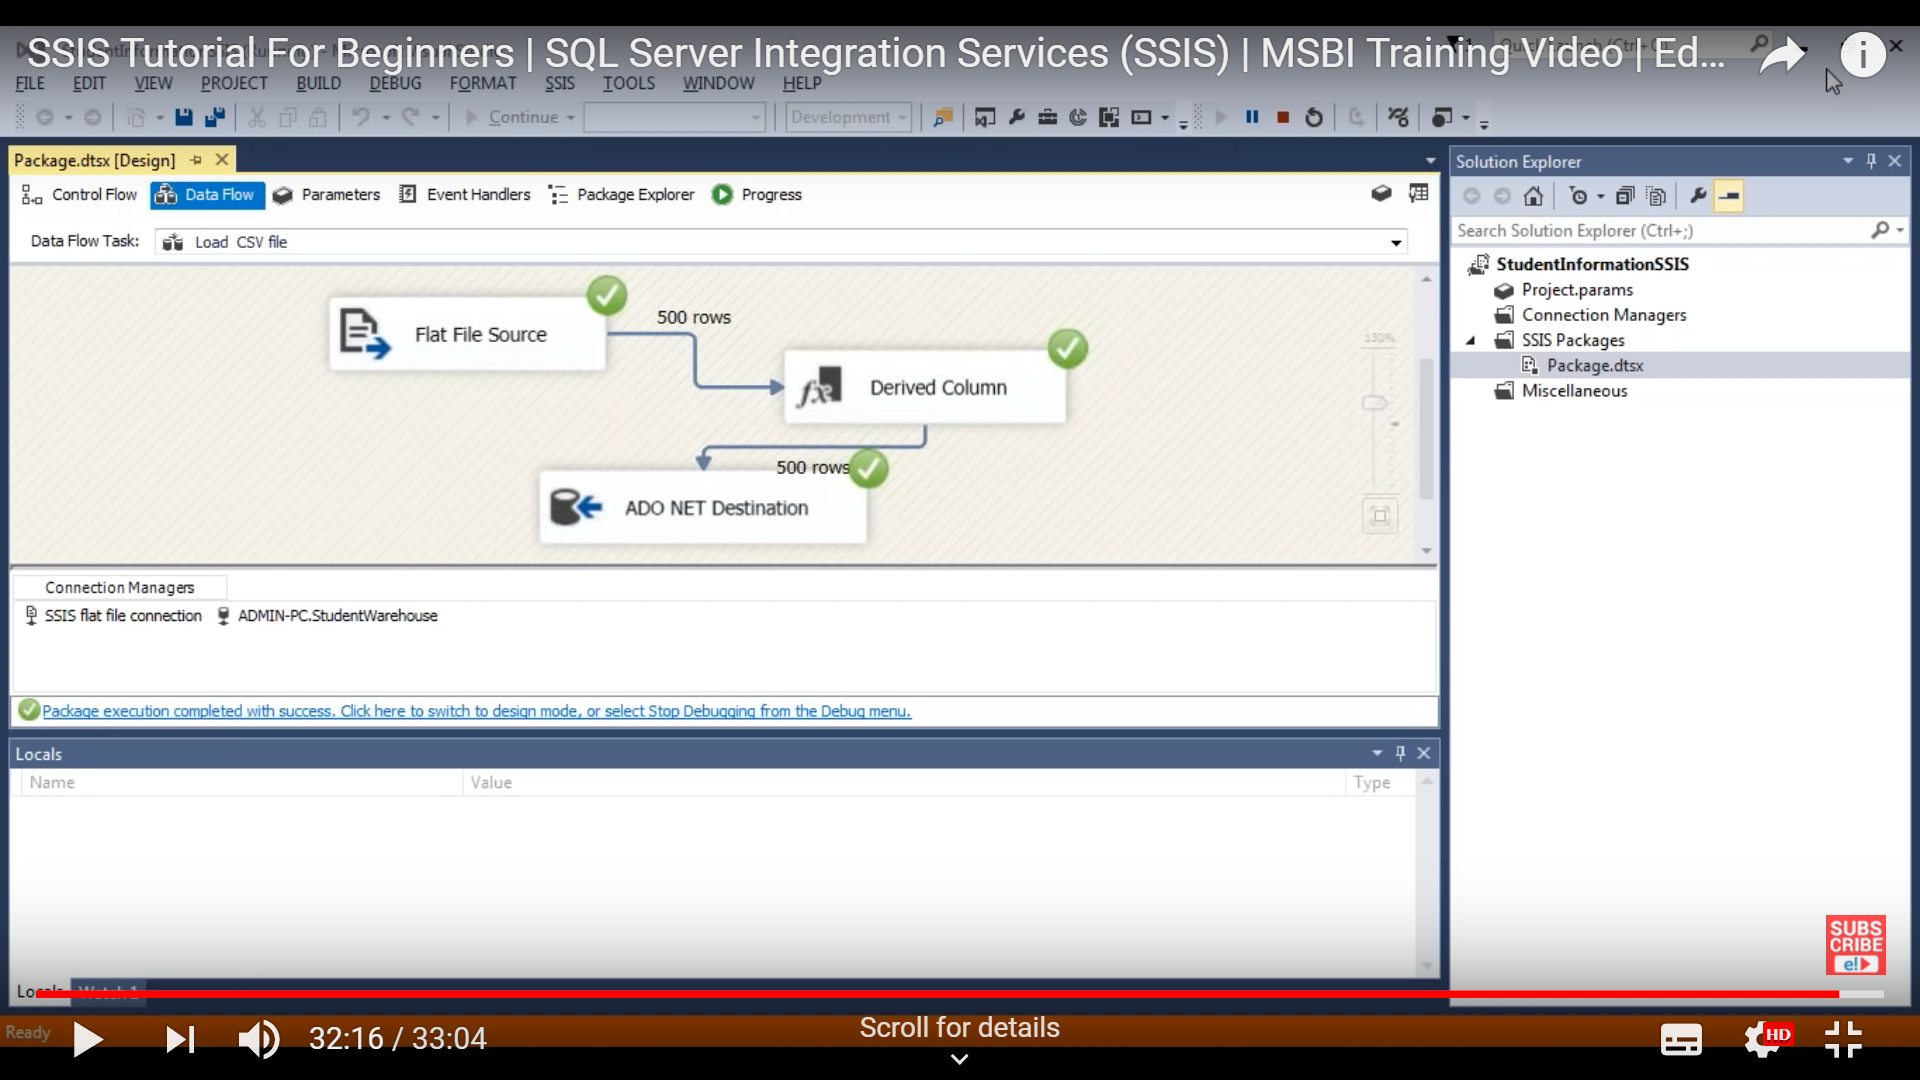 SSIS Tutorial For Beginners | SQL Server Integration Services (SSIS) | MSBI Training Video | Ed...
FILE EDIT VIEW PROJECT BUILD DEBUG FORMAT SSIS TOOLS WINDOW HELP
Continue Development
Package.dtsx [Design]
Control Flow Data Flow Parameters Event Handlers Package Explorer Progress
Data Flow Task: Load CSV file
130%
Flat File Source
500 rows
Derived Column
500 rows
ADO NET Destination
Connection Managers
SSIS flat file connection ADMIN-PC.StudentWarehouse
Package execution completed with success. Click here to switch to design mode, or select Stop Debugging from the Debug menu.
Locals
Name Value Type
Locals Watch 1
Solution Explorer
Search Solution Explorer (Ctrl+;)
StudentInformationSSIS
Project.params
Connection Managers
SSIS Packages
Package.dtsx
Miscellaneous
SUBS
CRIBE
e!
Ready
32:16 / 33:04
Scroll for details
HD